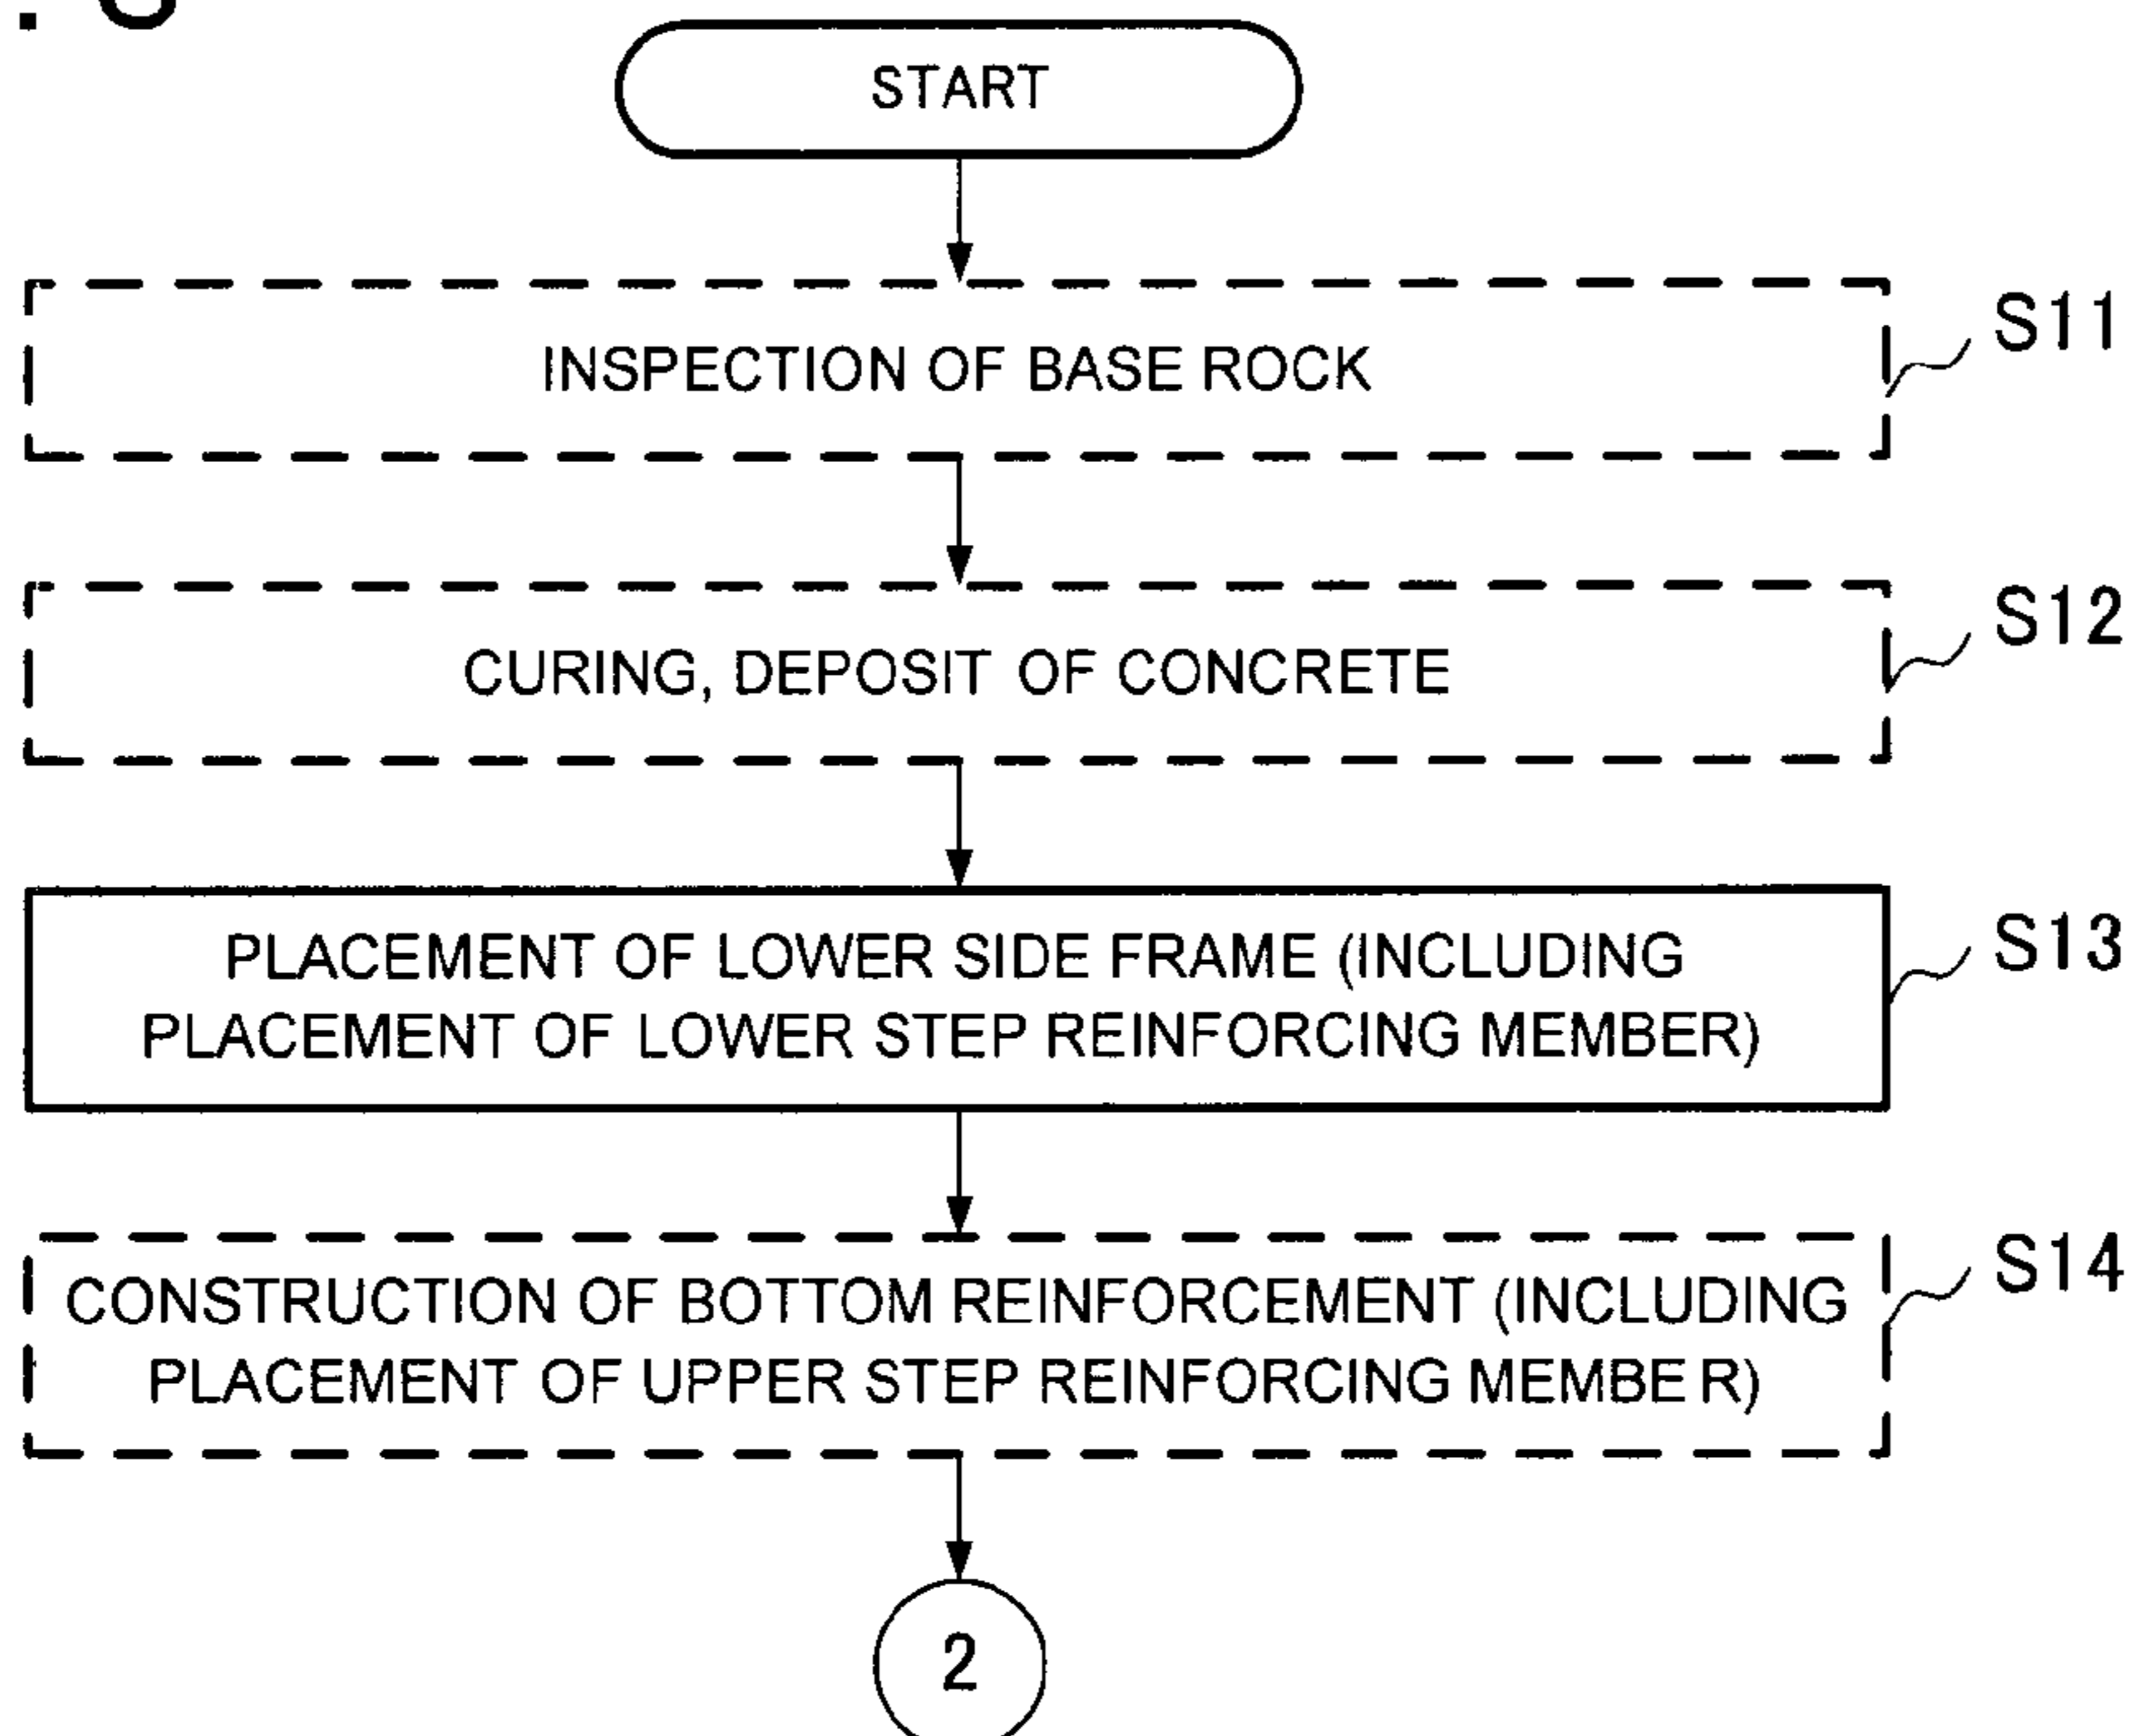 START
INSPECTION OF BASE ROCK
S11
CURING, DEPOSIT OF CONCRETE
S12
PLACEMENT OF LOWER SIDE FRAME (INCLUDING
PLACEMENT OF LOWER STEP REINFORCING MEMBER)
S13
CONSTRUCTION OF BOTTOM REINFORCEMENT (INCLUDING
PLACEMENT OF UPPER STEP REINFORCING MEMBER)
S14
2